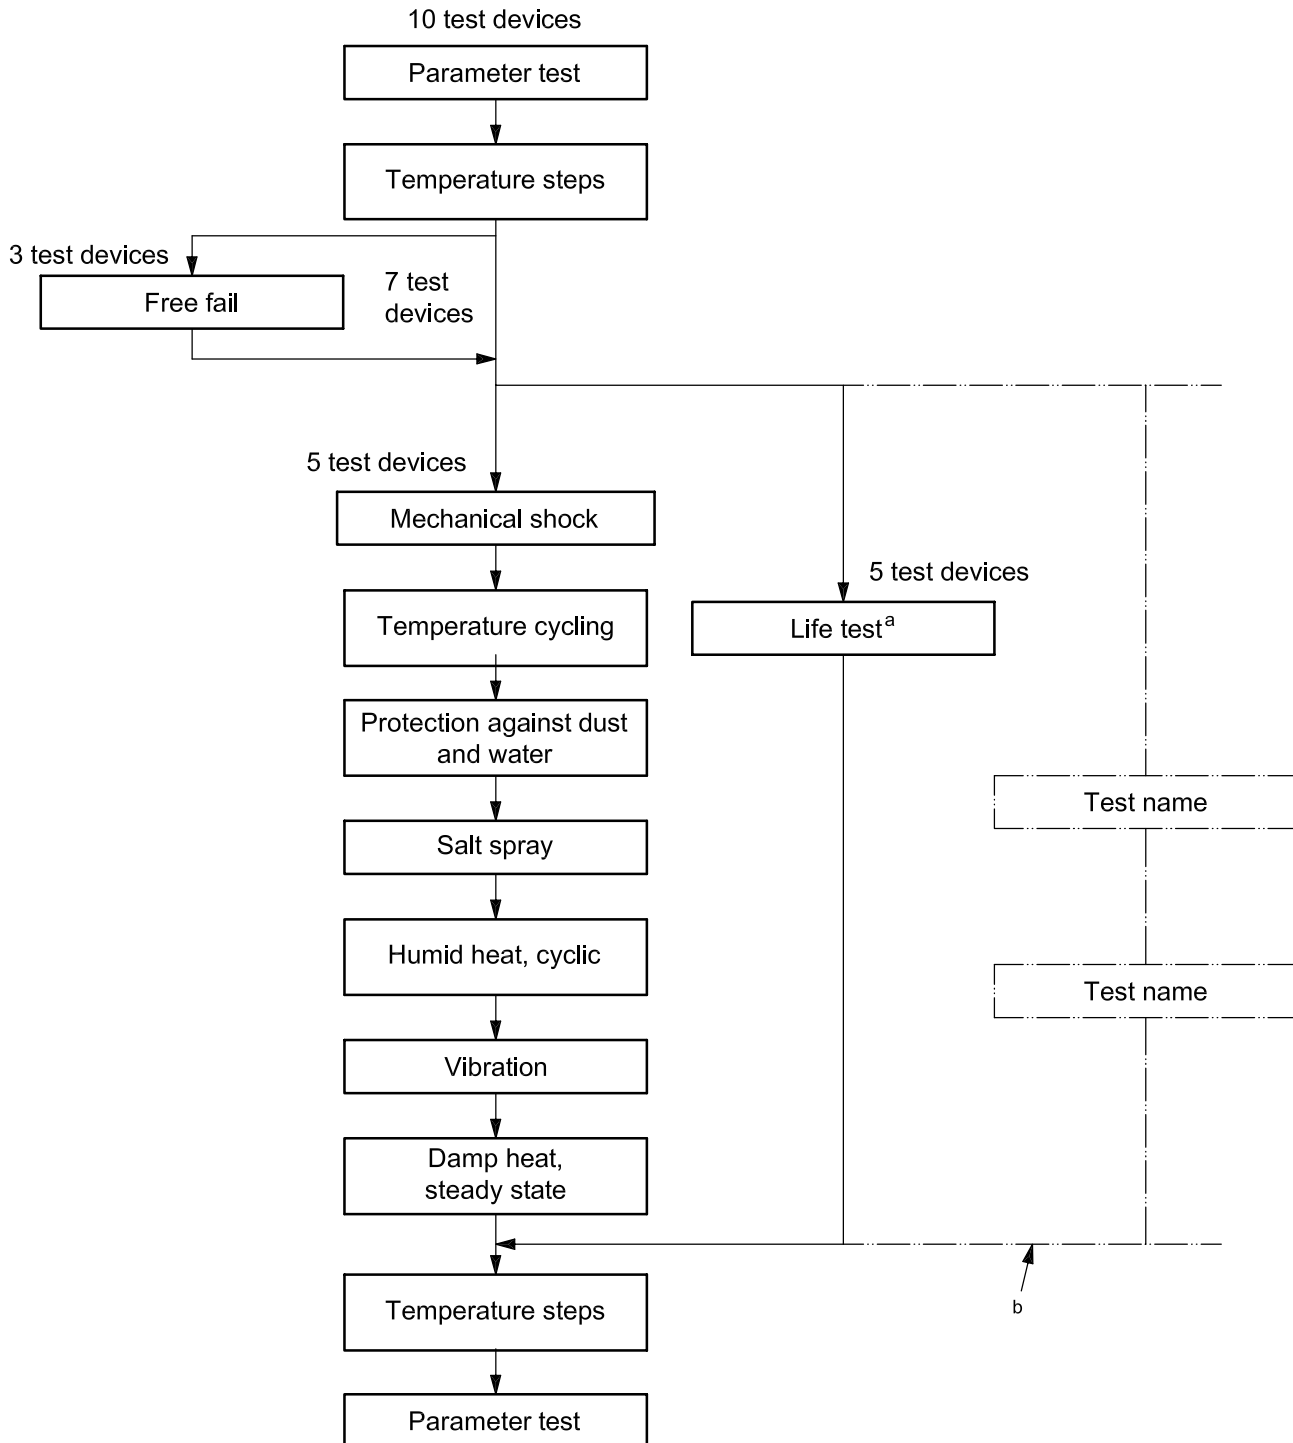 10 test devices
Parameter test
Temperature steps
3 test devices
Free fail
7 test
devices
5 test devices
Mechanical shock
Temperature cycling
5 test devices
Life test a
Protection against dust
and water
Test name
Salt spray
Humid heat, cyclic
Test name
Vibration
Damp heat,
steady state
Temperature steps
b
Parameter test